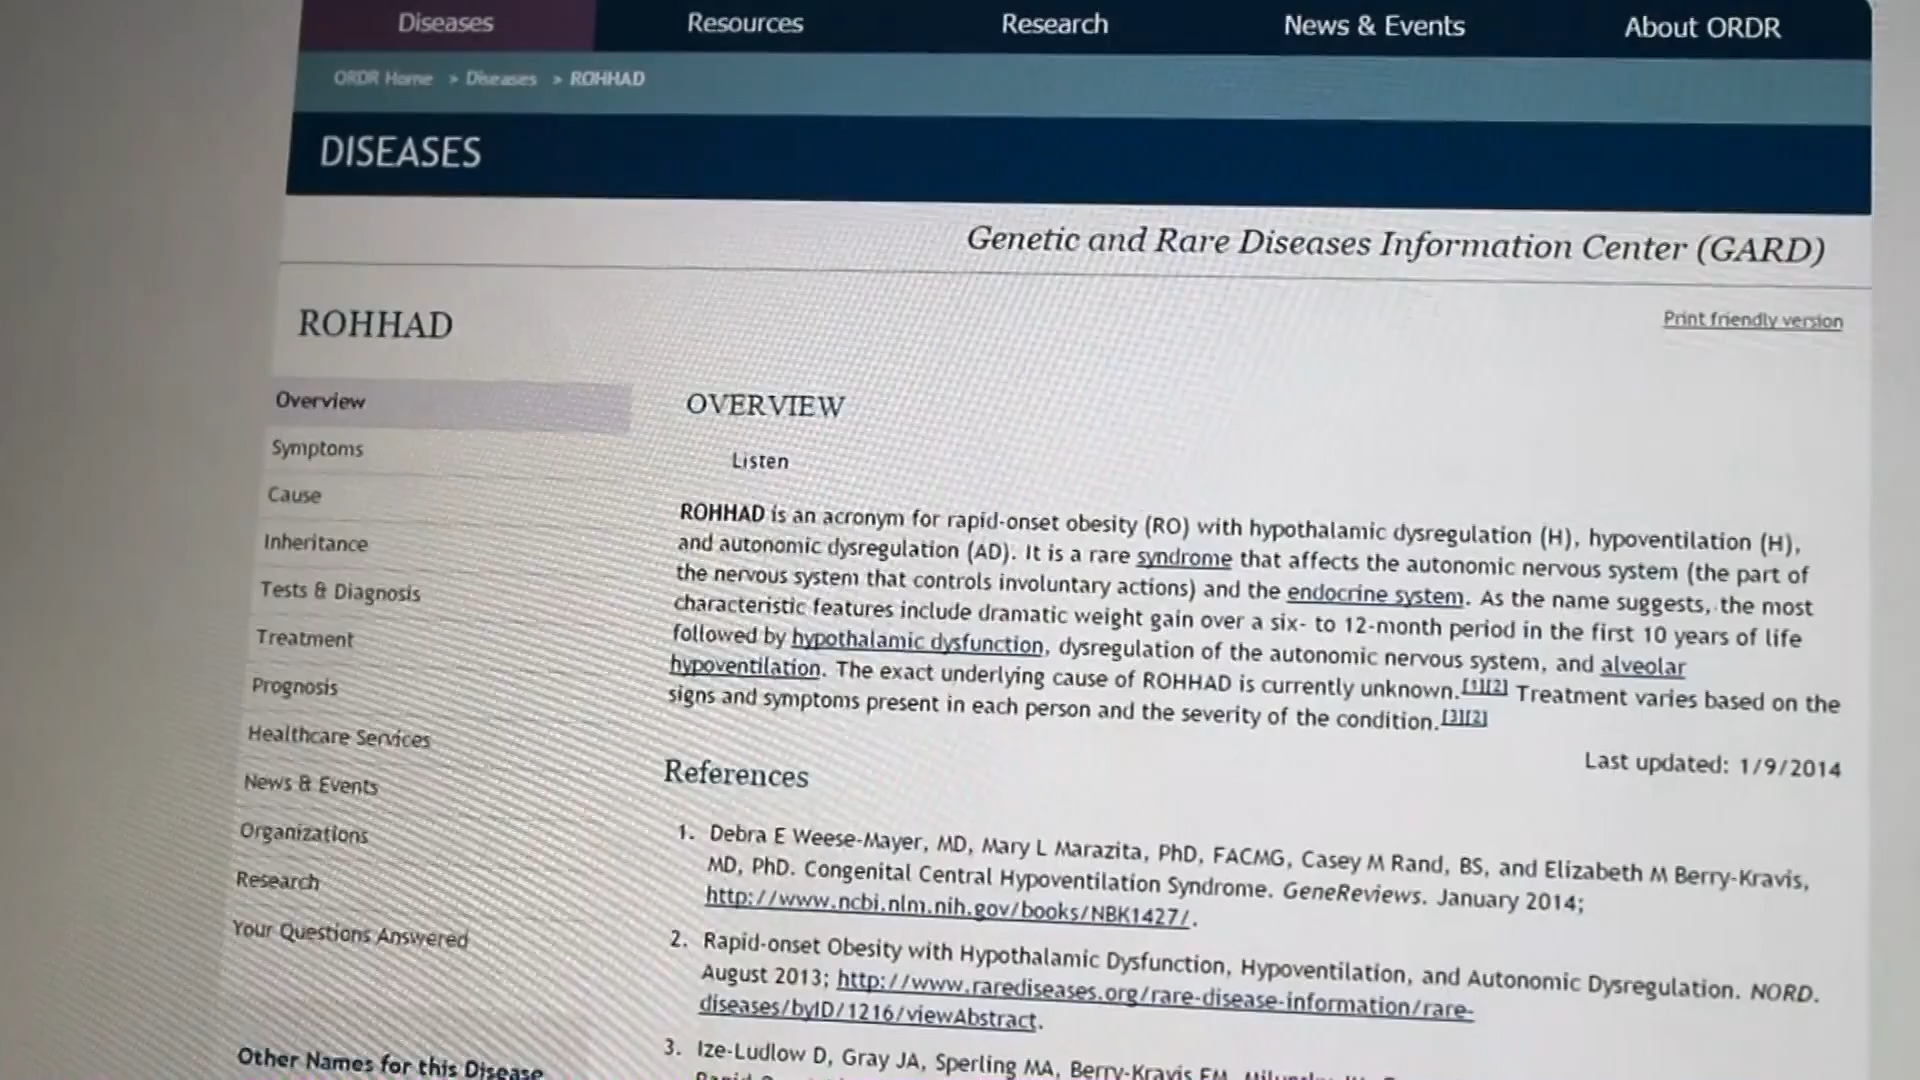 Diseases Resources Research News & Events About ORDR
ORDR Home > Diseases > ROHHAD
DISEASES
Genetic and Rare Diseases Information Center (GARD)
ROHHAD
Print friendly version
Overview
Symptoms
Cause
Inheritance
Tests & Diagnosis
Treatment
Prognosis
Healthcare Services
News & Events
Organizations
Research
Your Questions Answered
Other Names for this Disease
OVERVIEW
Listen
ROHHAD is an acronym for rapid-onset obesity (RO) with hypothalamic dysregulation (H), hypoventilation (H),
and autonomic dysregulation (AD). It is a rare syndrome that affects the autonomic nervous system (the part of
the nervous system that controls involuntary actions) and the endocrine system. As the name suggests, the most
characteristic features include dramatic weight gain over a six- to 12-month period in the first 10 years of life
followed by hypothalamic dysfunction, dysregulation of the autonomic nervous system, and alveolar
hypoventilation. The exact underlying cause of ROHHAD is currently unknown.[1][2] Treatment varies based on the
signs and symptoms present in each person and the severity of the condition.[3][2]
Last updated: 1/9/2014
References
1. Debra E Weese-Mayer, MD, Mary L Marazita, PhD, FACMG, Casey M Rand, BS, and Elizabeth M Berry-Kravis,
MD, PhD. Congenital Central Hypoventilation Syndrome. GeneReviews. January 2014;
http://www.ncbi.nlm.nih.gov/books/NBK1427/.
2. Rapid-onset Obesity with Hypothalamic Dysfunction, Hypoventilation, and Autonomic Dysregulation. NORD.
August 2013; http://www.rarediseases.org/rare-disease-information/rare-
diseases/byID/1216/viewAbstract.
3. Ize-Ludlow D, Gray JA, Sperling MA, Berry-Kravis EM,